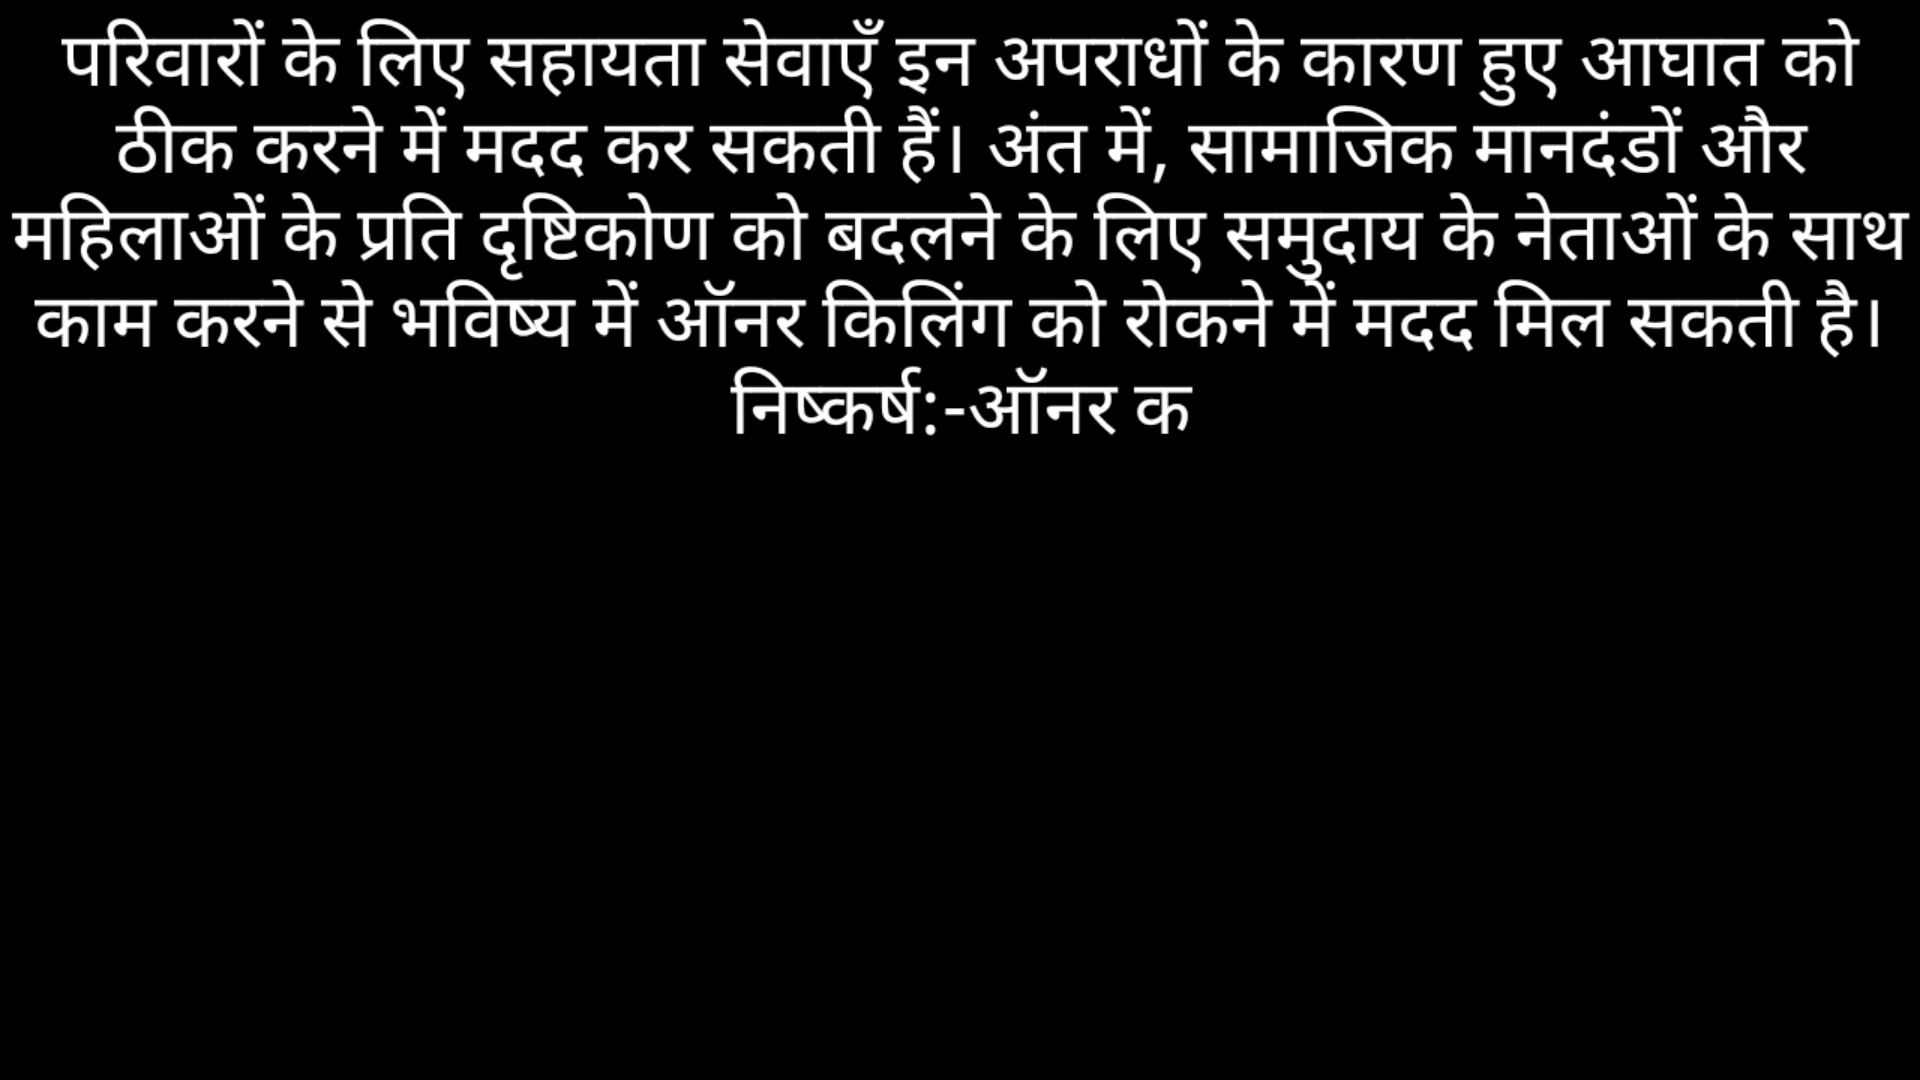 परिवारों के लिए सहायता सेवाएँ इन अपराधों के कारण हुए आघात को
ठीक करने में मदद कर सकती हैं। अंत में, सामाजिक मानदंडों और
महिलाओं के प्रति दृष्टिकोण को बदलने के लिए समुदाय के नेताओं के साथ
काम करने से भविष्य में ऑनर किलिंग को रोकने में मदद मिल सकती है।
निष्कर्ष:-ऑनर क